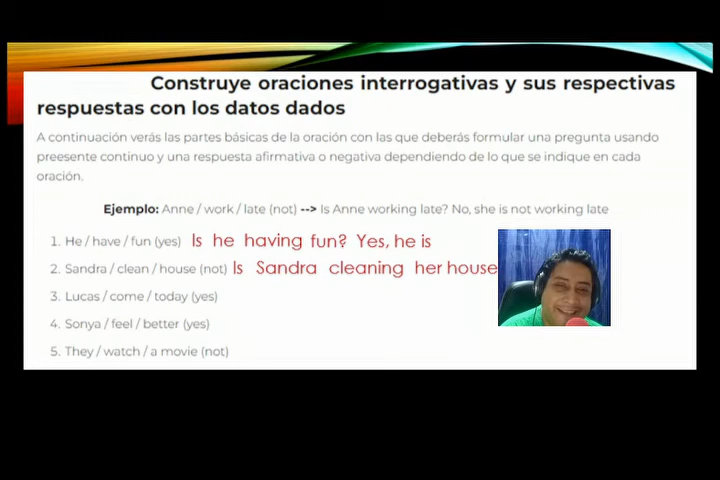 Construye oraciones interrogativas y sus respectivas
respuestas con los datos dados
A continuación verás las partes básicas de la oración con las que deberás formular una pregunta usando
preesente continuo y una respuesta afirmativa o negativa dependiendo de lo que se indique en cada
oración.
Ejemplo: Anne / work / late (not) --> Is Anne working late? No, she is not working late
1. He / have / fun (yes) Is he having fun? Yes, he is
2. Sandra / clean / house (not) Is Sandra cleaning her house
3. Lucas / come / today (yes)
4. Sonya / feel / better (yes)
5. They / watch / a movie (not)